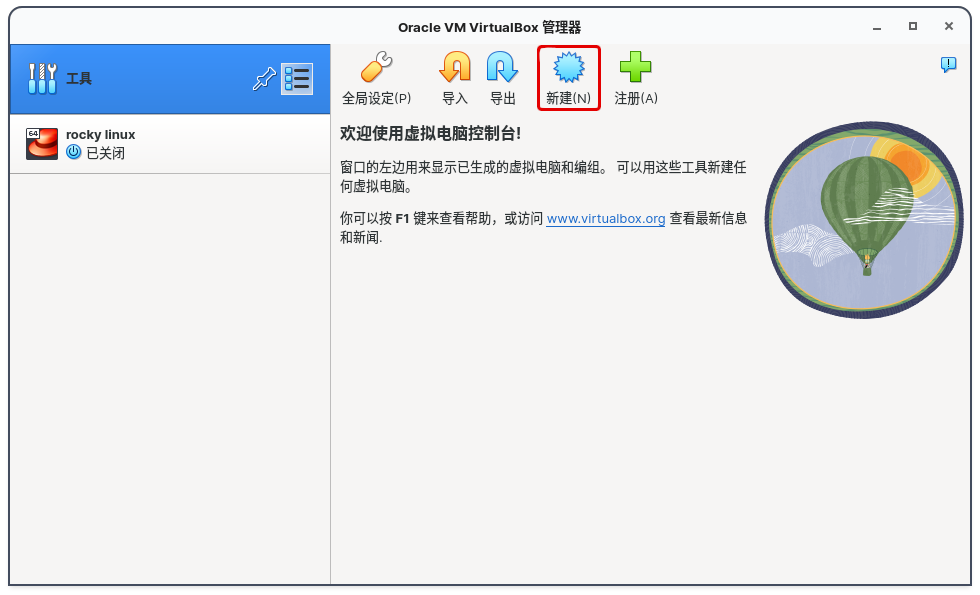 Oracle VM VirtualBox 管理器
工具
64
rocky linux
已关闭
全局设定(P)
导入
导出
新建(N)
注册(A)
欢迎使用虚拟电脑控制台!
窗口的左边用来显示已生成的虚拟电脑和编组。 可以用这些工具新建任
何虚拟电脑。
你可以按 F1 键来查看帮助，或访问 www.virtualbox.org 查看最新信息
和新闻.